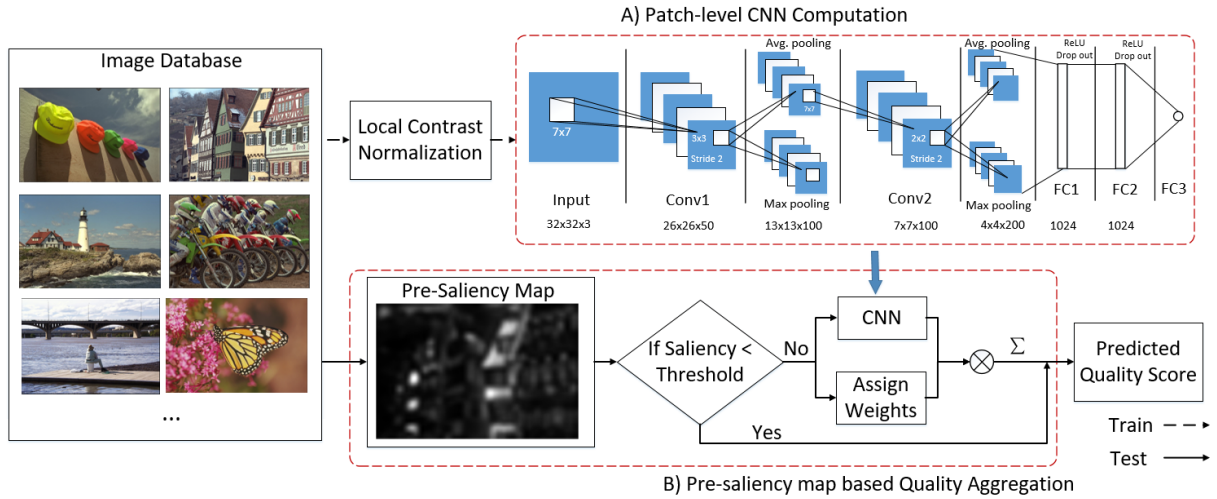 A) Patch-level CNN Computation
Image Database
...
Local Contrast
Normalization
Avg. pooling
Avg. pooling
ReLU
Drop out
ReLU
Drop out
7x7
3x3
Stride 2
7x7
2x2
Stride 2
Input
Conv1
Max pooling
Conv2
Max pooling
FC1
FC2
FC3
32x32x3
26x26x50
13x13x100
7x7x100
4x4x200
1024
1024
Pre-Saliency Map
If Saliency <
Threshold
No
Yes
CNN
Assign
Weights
Σ
Predicted
Quality Score
Train
Test
B) Pre-saliency map based Quality Aggregation